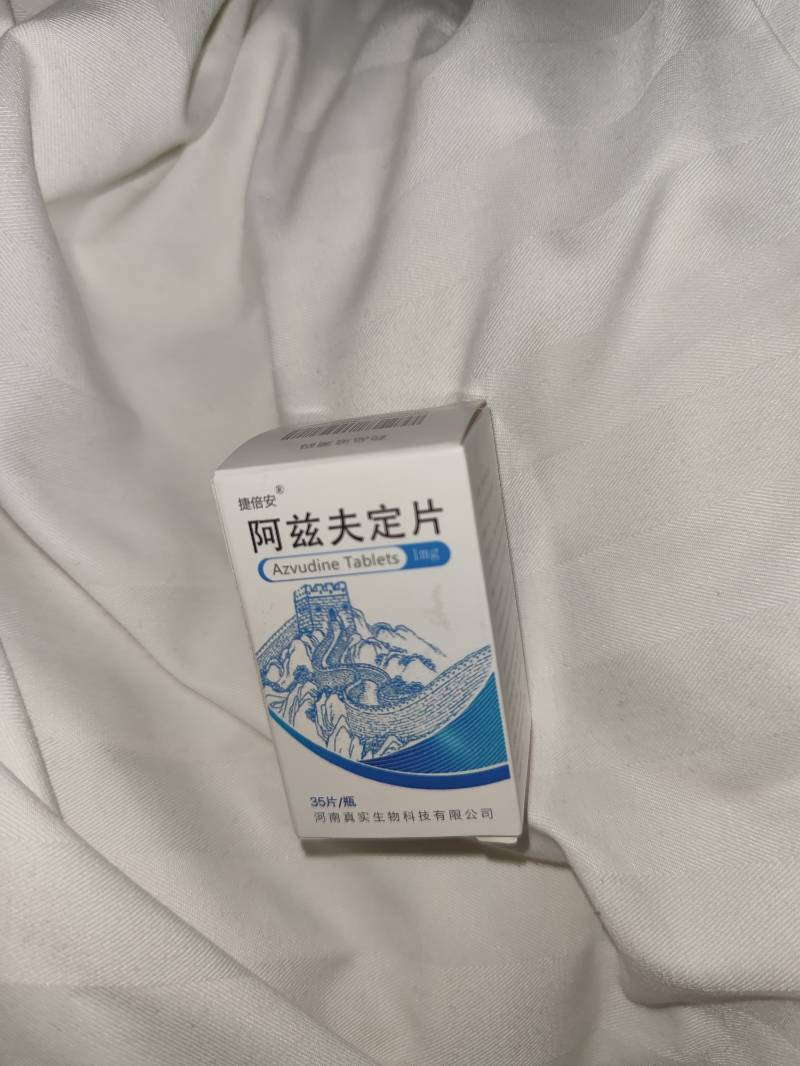 捷倍安®
阿兹夫定片
Azvudine Tablets 1mg
35片/瓶
河南真实生物科技有限公司